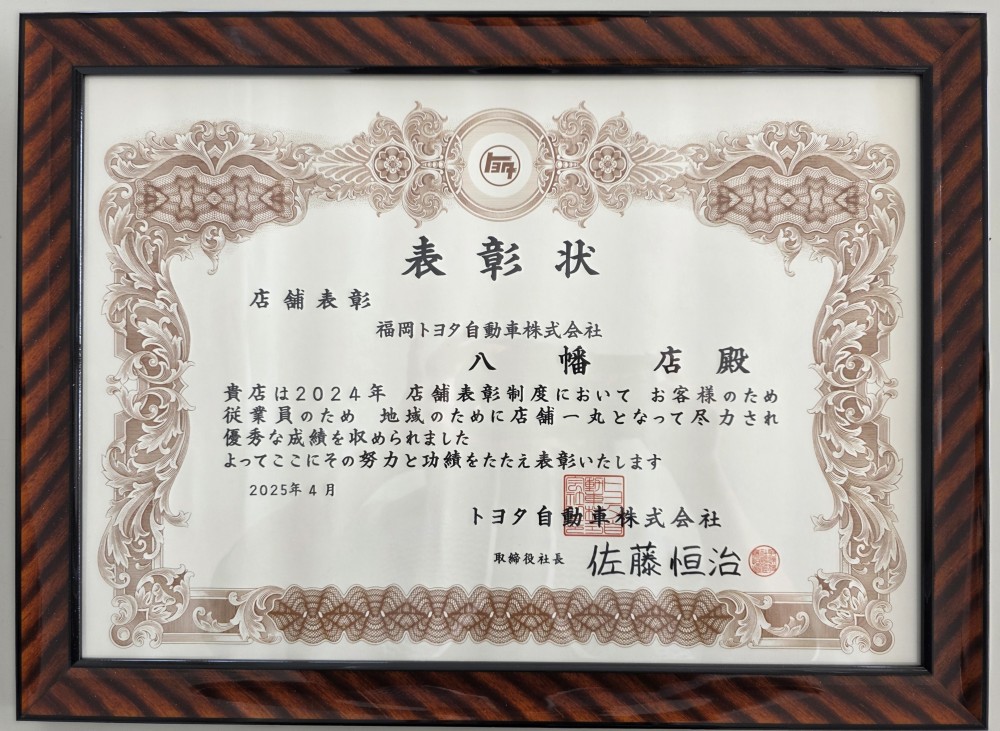 トヨタ
表彰状
店舗表彰
福岡トヨタ自動車株式会社
八幡店殿
貴店は2024年 店舗表彰制度において お客様のため
従業員のため 地域のために店舗一丸となって尽力され
優秀な成績を収められました
よってここにその努力と功績をたたえ表彰いたします
2025年4月
トヨタ自動車株式会社
取締役社長 佐藤恒治